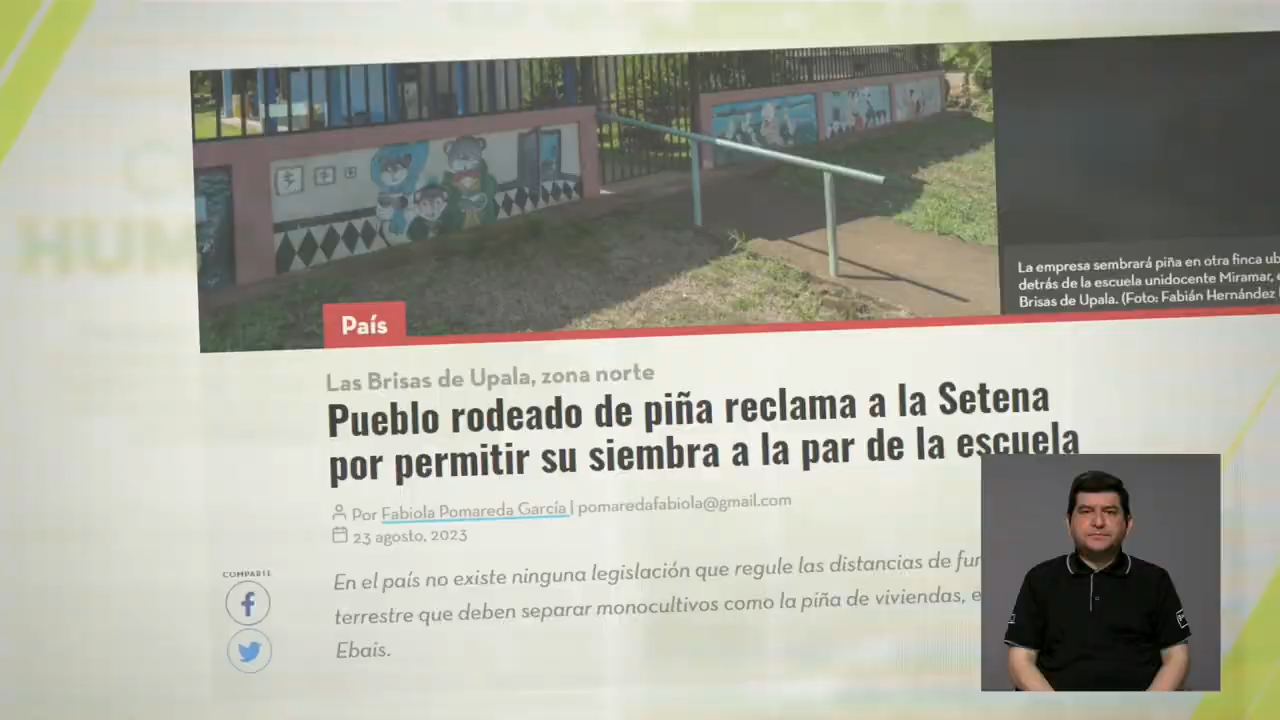 HUM
La empresa sembrará piña en otra finca ub
detrás de la escuela unidocente Miramar,
Brisas de Upala. (Foto: Fabián Hernández
País
Las Brisas de Upala, zona norte
Pueblo rodeado de piña reclama a la Setena
por permitir su siembra a la par de la escuela
Por Fabiola Pomareda García | pomaredafabiola@gmail.com
23 agosto, 2023
COMPARTE
En el país no existe ninguna legislación que regule las distancias de fu
terrestre que deben separar monocultivos como la piña de viviendas, e
Ebais.